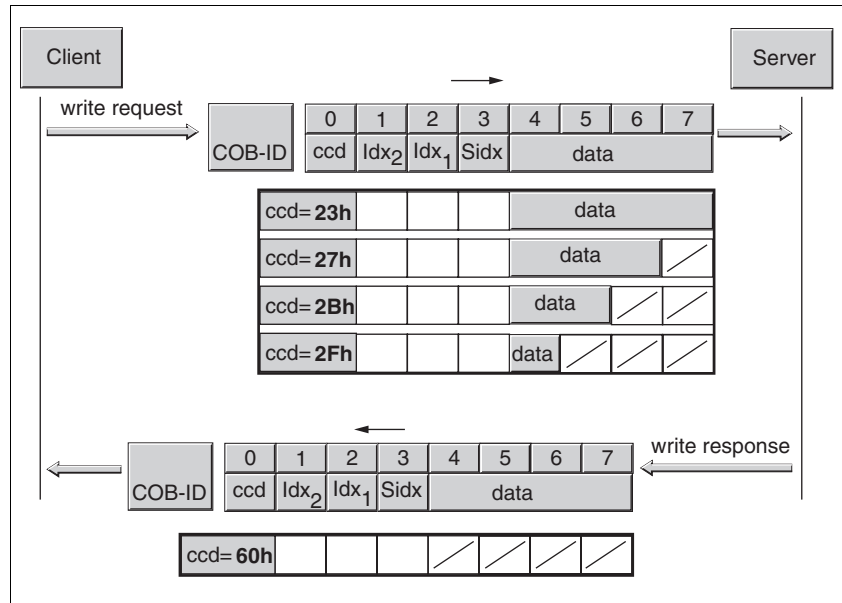 Client
Server
write request
COB-ID
0 1 2 3 4 5 6 7
ccd Idx2 Idx1 Sidx data
ccd= 23h data
ccd= 27h data
ccd= 2Bh data
ccd= 2Fh data
write response
COB-ID
0 1 2 3 4 5 6 7
ccd Idx2 Idx1 Sidx data
ccd= 60h